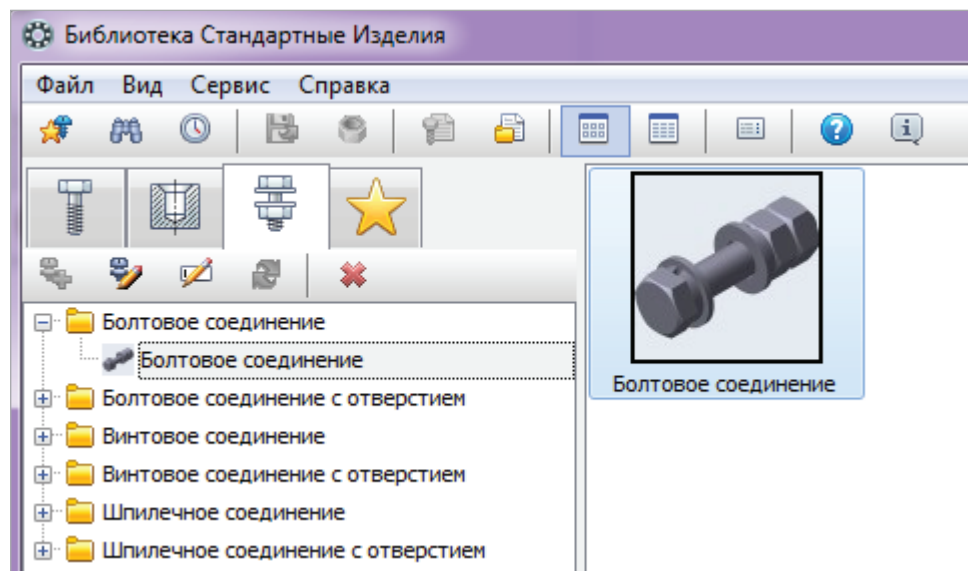 Библиотека Стандартные Изделия
Файл Вид Сервис Справка
Болтовое соединение
Болтовое соединение
Болтовое соединение с отверстием
Винтовое соединение
Винтовое соединение с отверстием
Шпилечное соединение
Шпилечное соединение с отверстием
Болтовое соединение